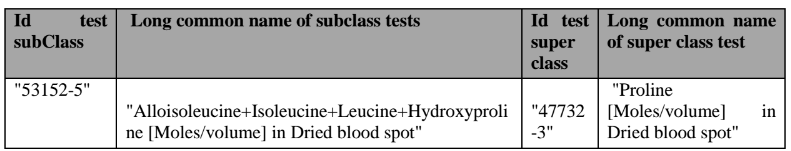 Id test subClass
Long common name of subclass tests
Id test super class
Long common name of super class test
"53152-5"
"Alloisoleucine+Isoleucine+Leucine+Hydroxyproli
ne [Moles/volume] in Dried blood spot"
"47732
-3"
"Proline
[Moles/volume] in
Dried blood spot"